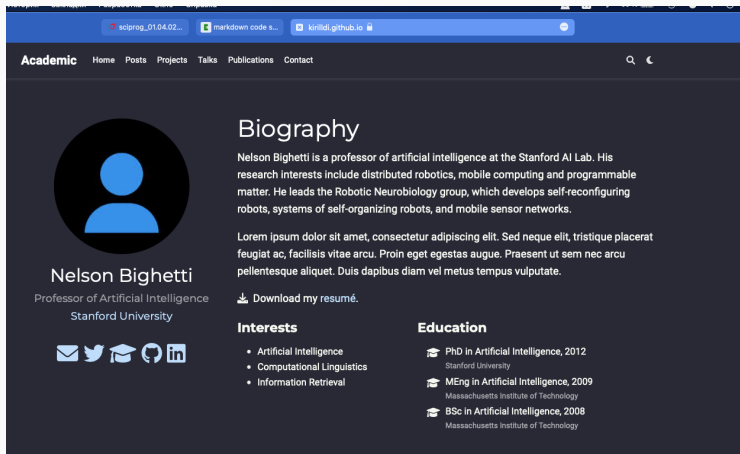 sciprog_01.04.02...
markdown code s...
kirilldi.github.io
Academic
Home Posts Projects Talks Publications Contact
Biography
Nelson Bighetti is a professor of artificial intelligence at the Stanford AI Lab. His
research interests include distributed robotics, mobile computing and programmable
matter. He leads the Robotic Neurobiology group, which develops self-reconfiguring
robots, systems of self-organizing robots, and mobile sensor networks.
Lorem ipsum dolor sit amet, consectetur adipiscing elit. Sed neque elit, tristique placerat
feugiat ac, facilisis vitae arcu. Proin eget egestas augue. Praesent ut sem nec arcu
pellentesque aliquet. Duis dapibus diam vel metus tempus vulputate.
Download my resumé.
Nelson Bighetti
Professor of Artificial Intelligence
Stanford University
Interests
Artificial Intelligence
Computational Linguistics
Information Retrieval
Education
PhD in Artificial Intelligence, 2012
Stanford University
MEng in Artificial Intelligence, 2009
Massachusetts Institute of Technology
BSc in Artificial Intelligence, 2008
Massachusetts Institute of Technology